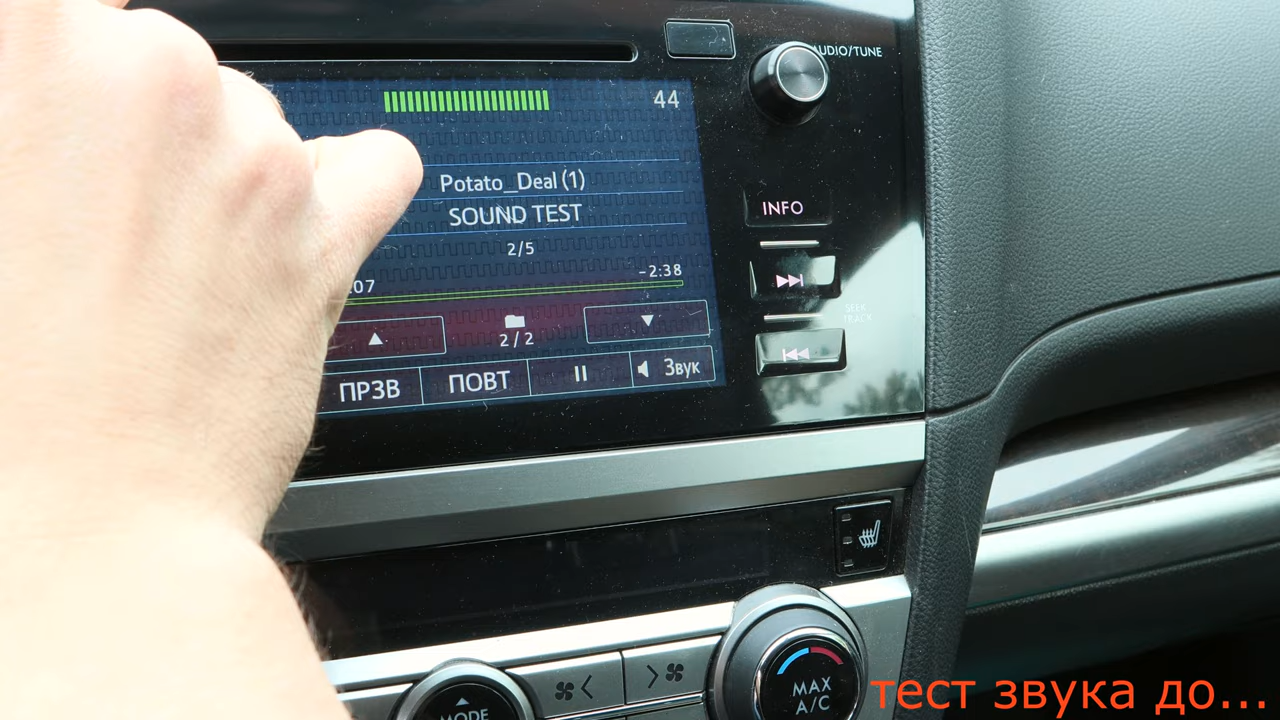 AUDIO/TUNE
44
Potato_Deal (1)
SOUND TEST
INFO
2/5
:07
-2:38
SEEK
TRACK
2 / 2
ПРЗВ
ПОВТ
Звук
MAX
A/C
MODE
тест звука до...